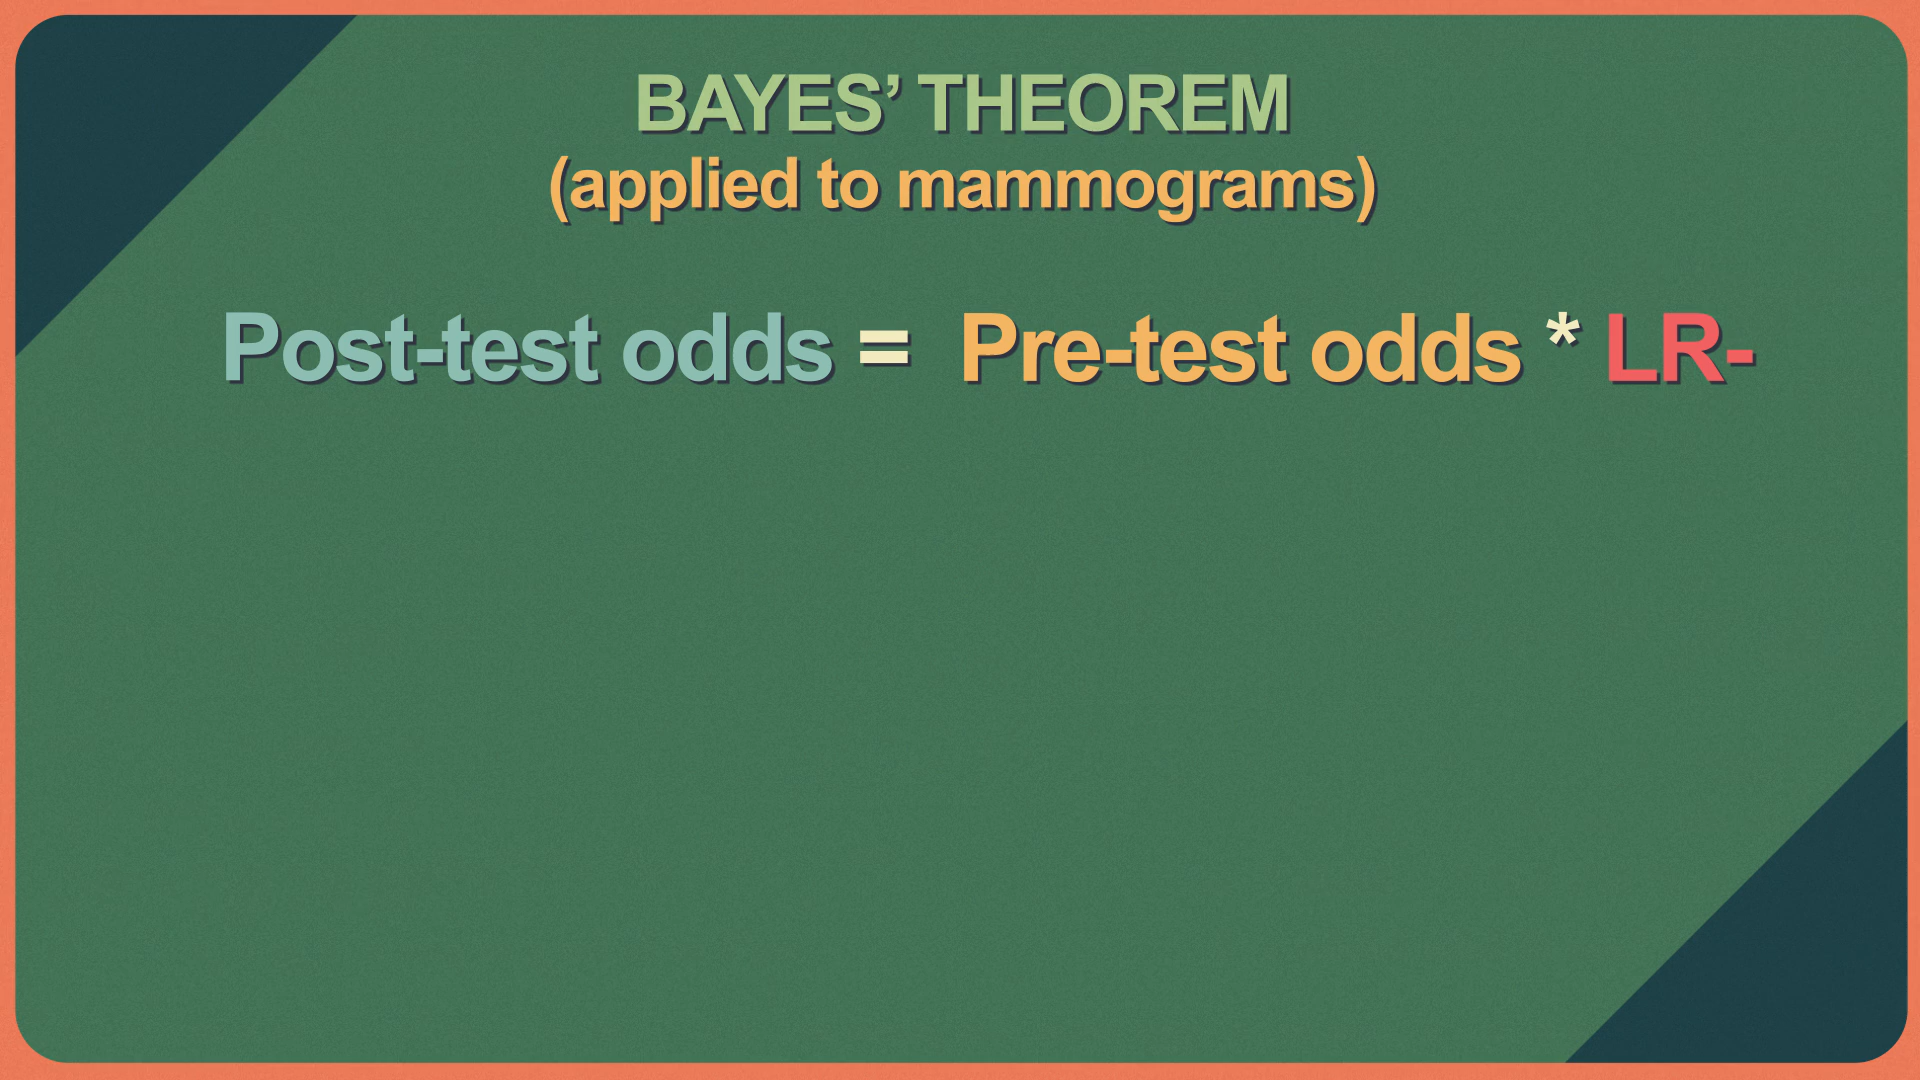 BAYES’ THEOREM
(applied to mammograms)
Post-test odds = Pre-test odds * LR-